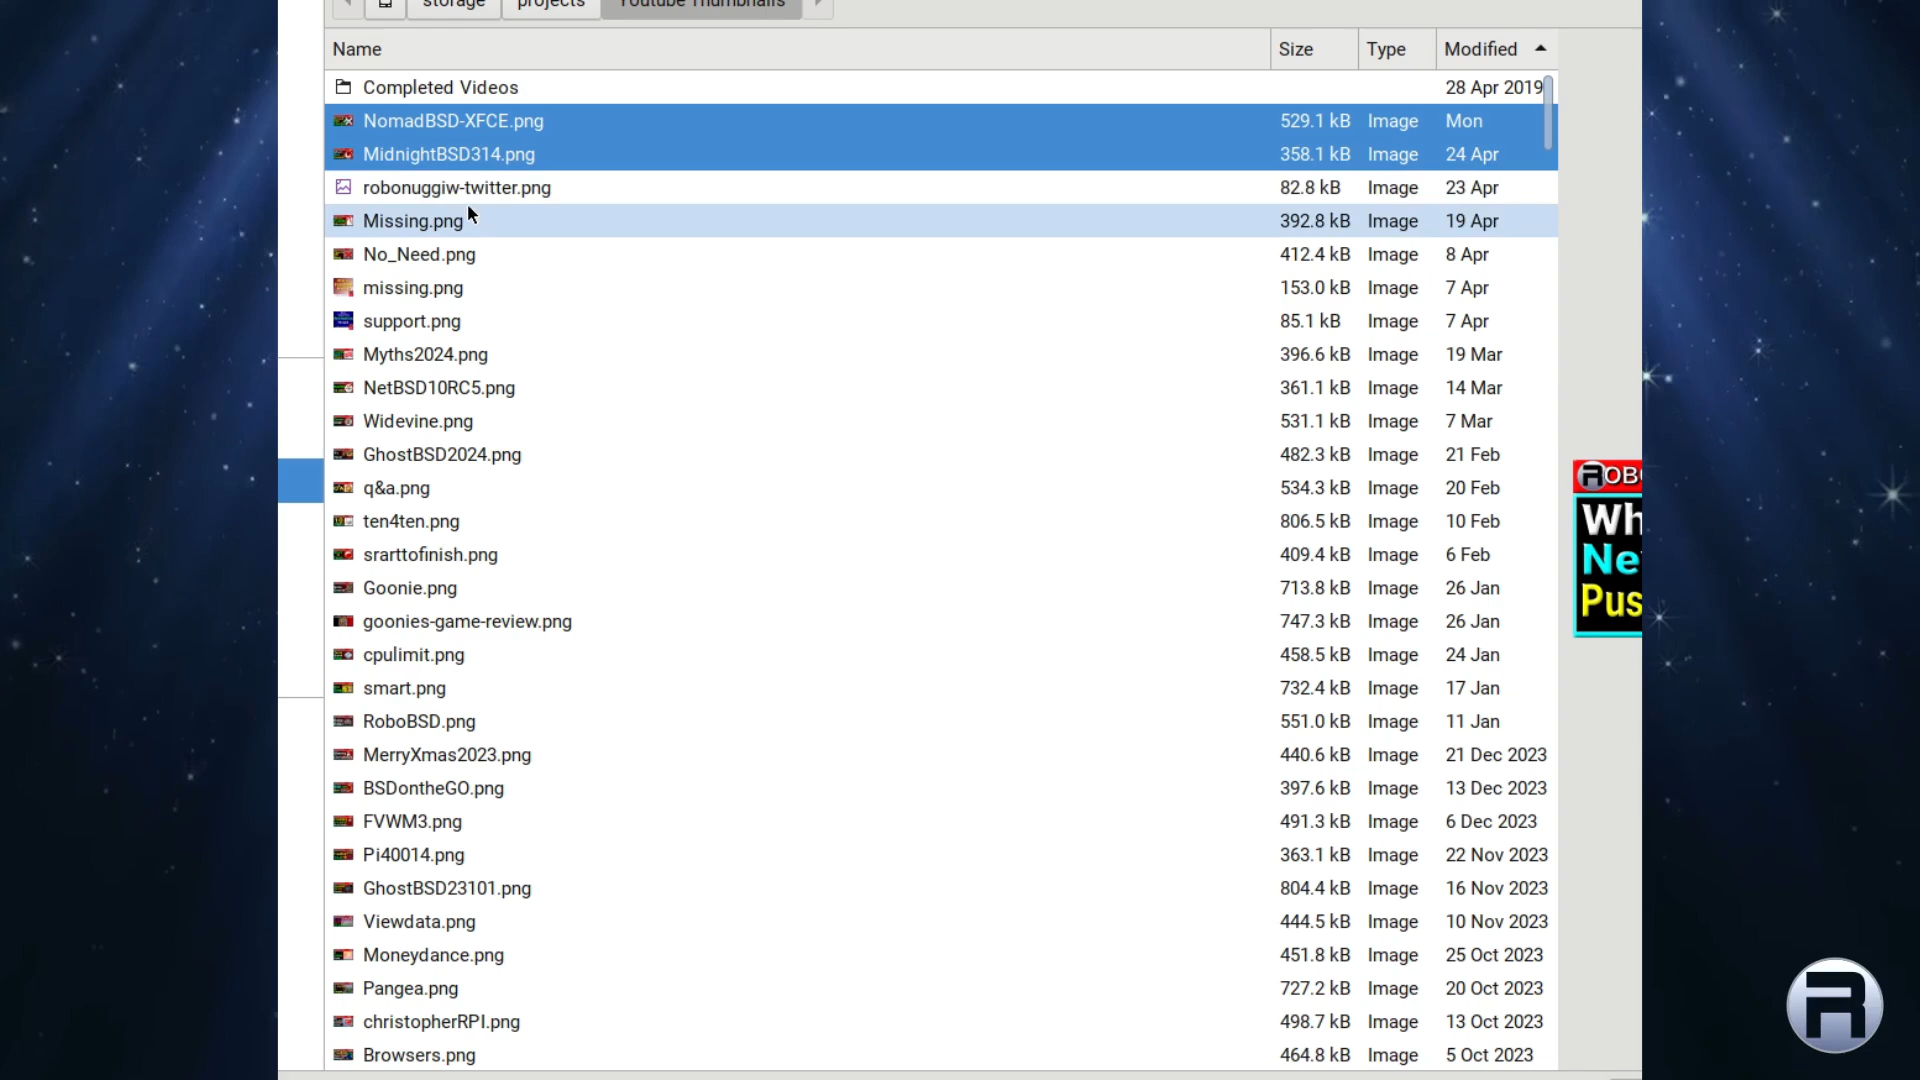 storage projects Youtube Thumbnails
Name Size Type Modified
Completed Videos 28 Apr 2019
NomadBSD-XFCE.png 529.1 kB Image Mon
MidnightBSD314.png 358.1 kB Image 24 Apr
robonuggiw-twitter.png 82.8 kB Image 23 Apr
Missing.png 392.8 kB Image 19 Apr
No_Need.png 412.4 kB Image 8 Apr
missing.png 153.0 kB Image 7 Apr
support.png 85.1 kB Image 7 Apr
Myths2024.png 396.6 kB Image 19 Mar
NetBSD10RC5.png 361.1 kB Image 14 Mar
Widevine.png 531.1 kB Image 7 Mar
GhostBSD2024.png 482.3 kB Image 21 Feb
q&a.png 534.3 kB Image 20 Feb
ten4ten.png 806.5 kB Image 10 Feb
srarttofinish.png 409.4 kB Image 6 Feb
Goonie.png 713.8 kB Image 26 Jan
goonies-game-review.png 747.3 kB Image 26 Jan
cpulimit.png 458.5 kB Image 24 Jan
smart.png 732.4 kB Image 17 Jan
RoboBSD.png 551.0 kB Image 11 Jan
MerryXmas2023.png 440.6 kB Image 21 Dec 2023
BSDontheGO.png 397.6 kB Image 13 Dec 2023
FVWM3.png 491.3 kB Image 6 Dec 2023
Pi40014.png 363.1 kB Image 22 Nov 2023
GhostBSD23101.png 804.4 kB Image 16 Nov 2023
Viewdata.png 444.5 kB Image 10 Nov 2023
Moneydance.png 451.8 kB Image 25 Oct 2023
Pangea.png 727.2 kB Image 20 Oct 2023
christopherRPI.png 498.7 kB Image 13 Oct 2023
Browsers.png 464.8 kB Image 5 Oct 2023
ROB
Wh
Ne
Pus
R